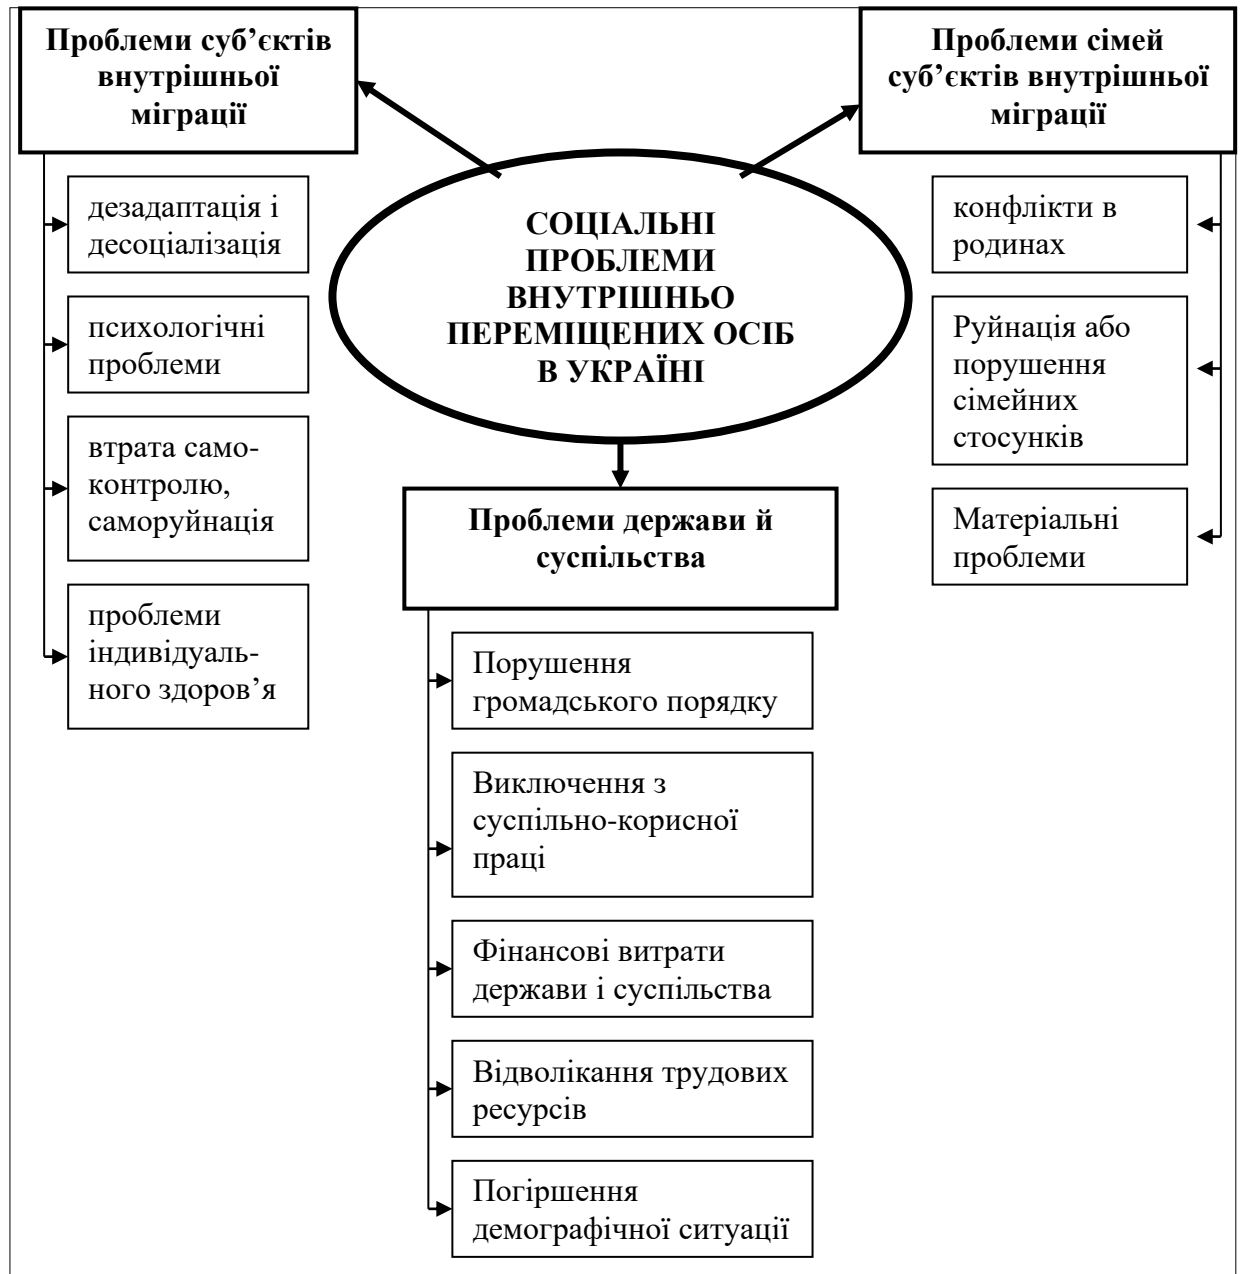 Проблеми суб’єктів
внутрішньої
міграції
Проблеми сімей
суб’єктів внутрішньої
міграції
СОЦІАЛЬНІ
ПРОБЛЕМИ
ВНУТРІШНЬО
ПЕРЕМІЩЕНИХ ОСІБ
В УКРАЇНІ
дезадаптація і
десоціалізація
психологічні
проблеми
втрата само-
контролю,
саморуйнація
проблеми
індивідуаль-
ного здоров’я
конфлікти в
родинах
Руйнація або
порушення
сімейних
стосунків
Матеріальні
проблеми
Проблеми держави й
суспільства
Порушення
громадського порядку
Виключення з
суспільно-корисної
праці
Фінансові витрати
держави і суспільства
Відволікання трудових
ресурсів
Погіршення
демографічної ситуації